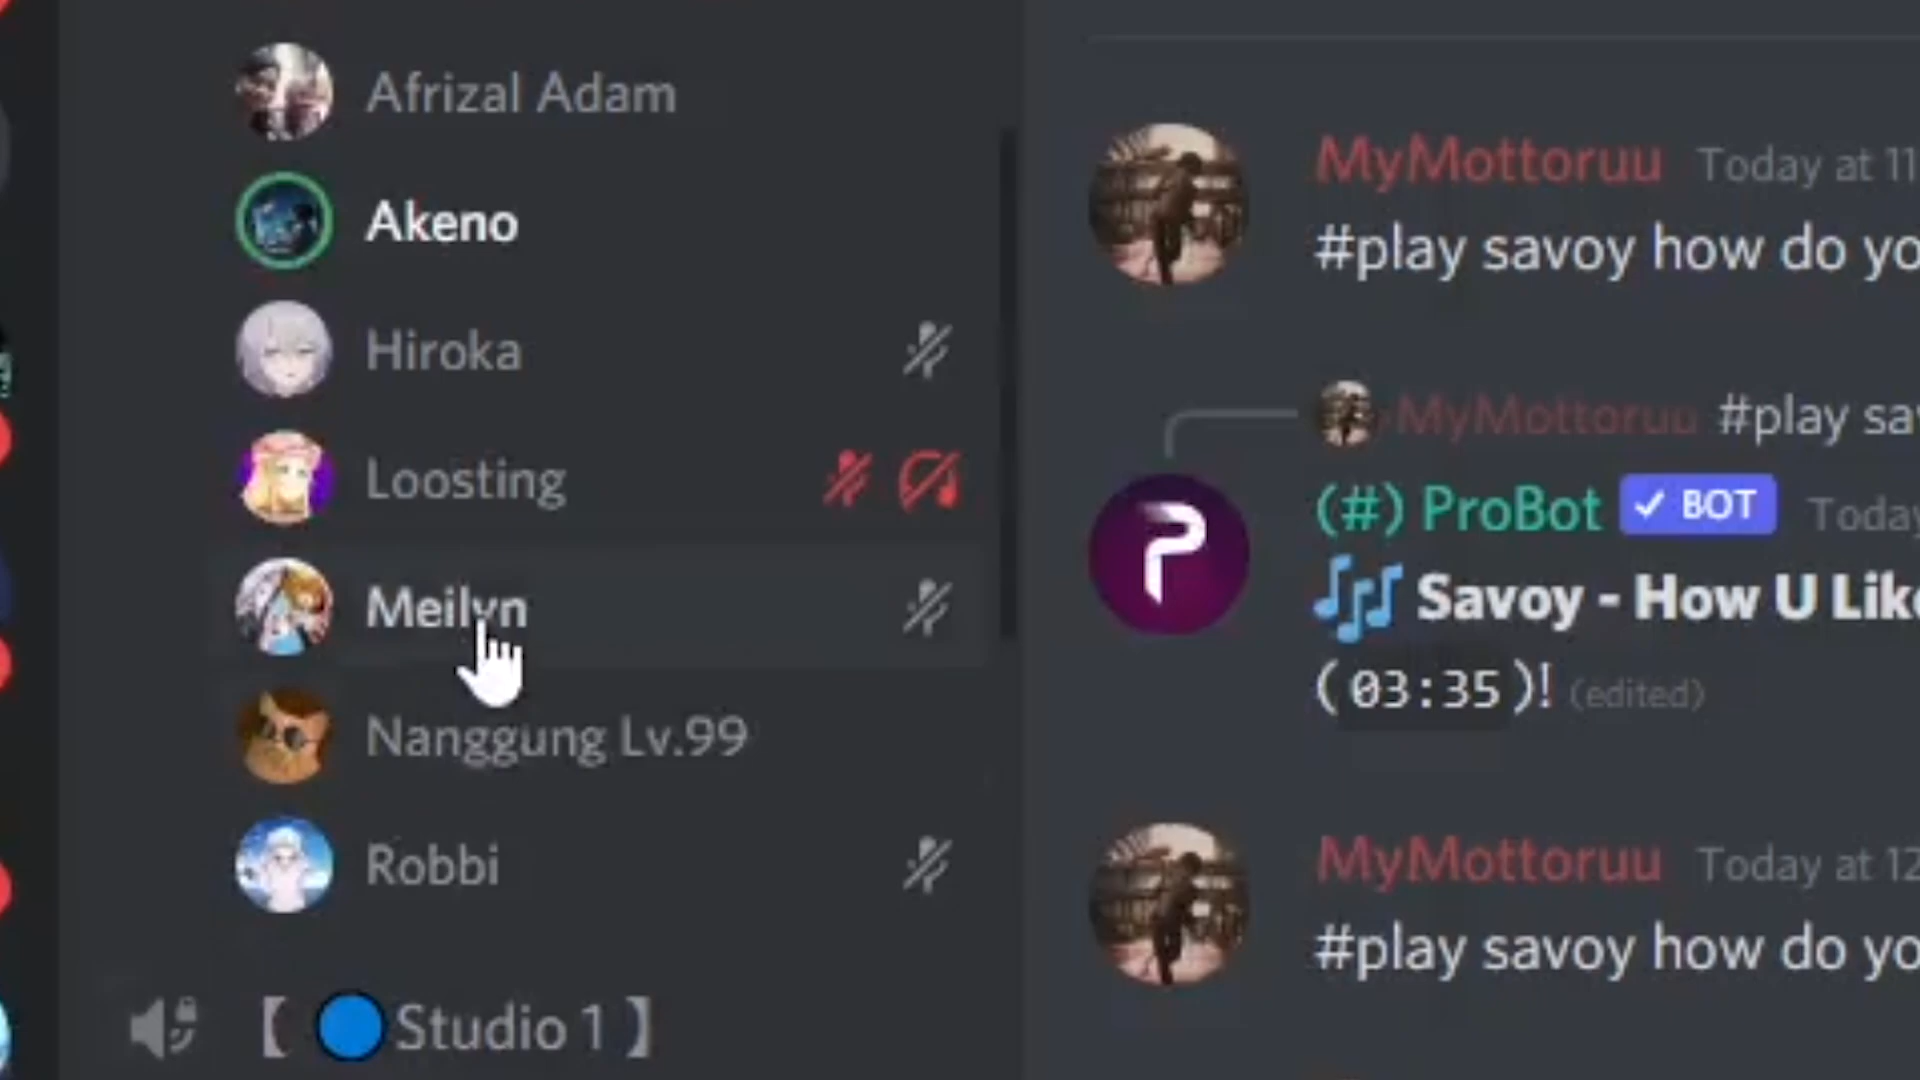 Afrizal Adam
Akeno
Hiroka
Loosting
Meilyn
Nanggung Lv.99
Robbi
【 Studio 1 】
MyMottoruu Today at 11
#play savoy how do yo
MyMottoruu #play sav
(#) ProBot ✓ BOT Today
Savoy - How U Like
(03:35)! (edited)
MyMottoruu Today at 12
#play savoy how do yo